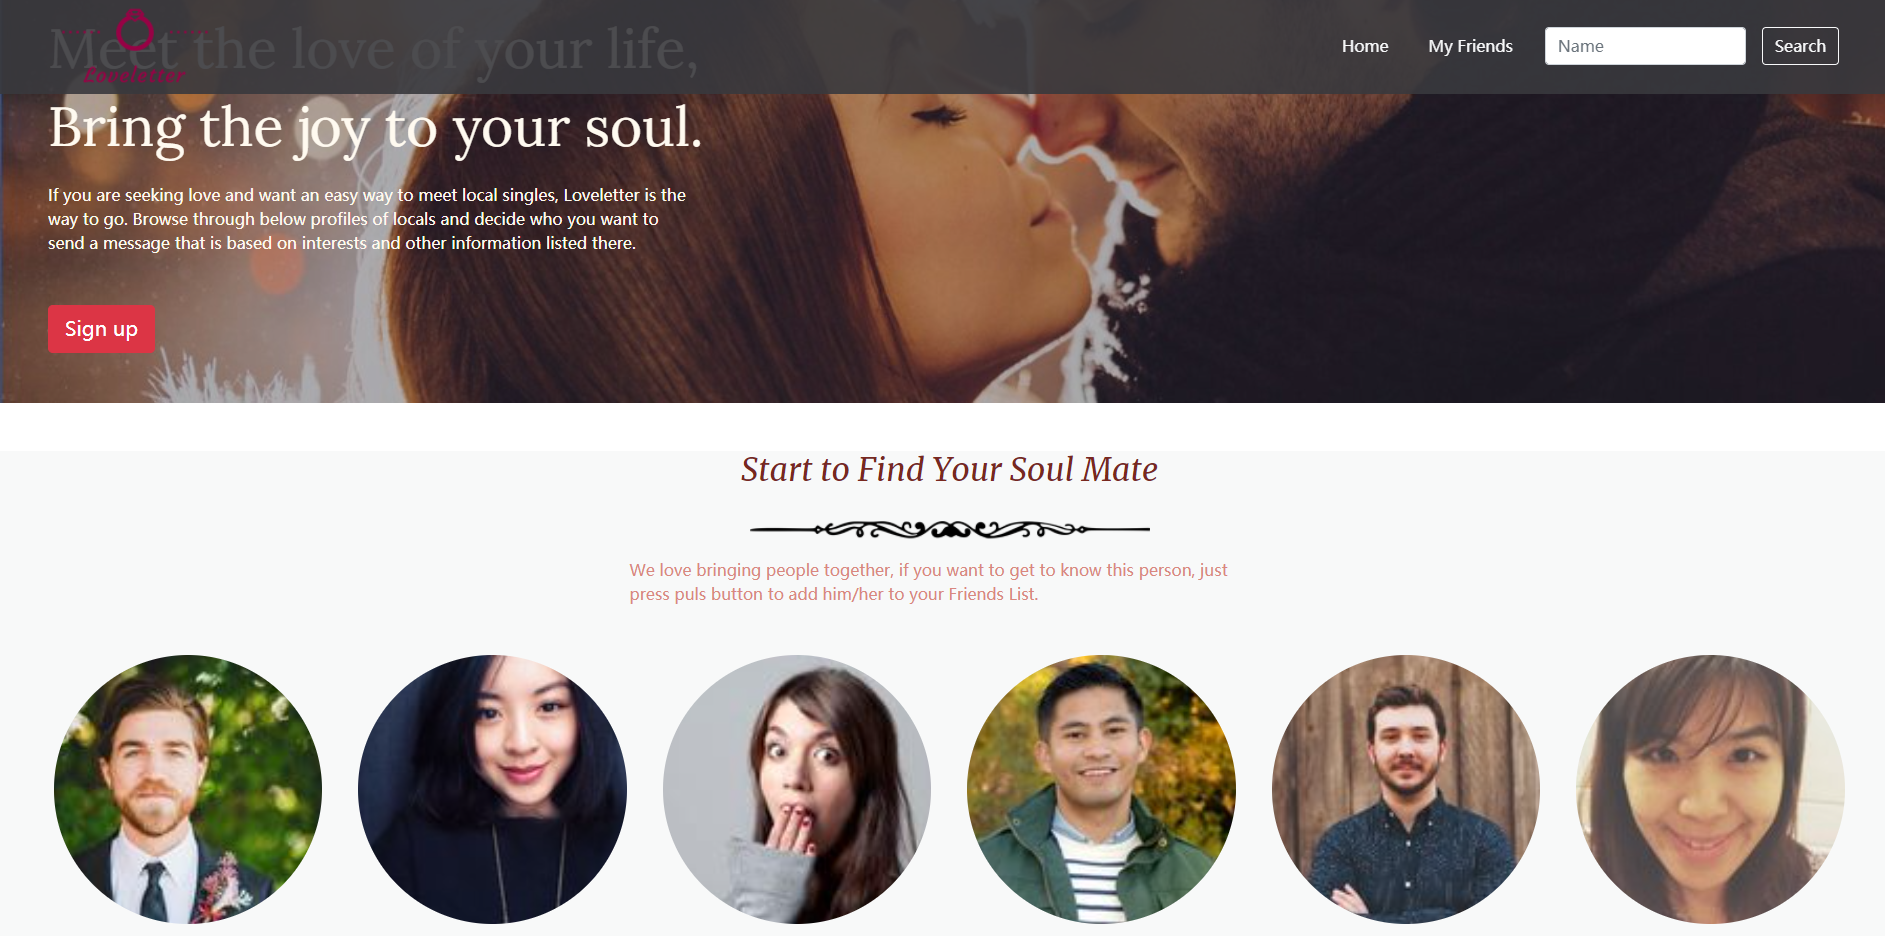 Meet the love of your life,
Loveletter
Home
My Friends
Name
Search
Bring the joy to your soul.
If you are seeking love and want an easy way to meet local singles, Loveletter is the
way to go. Browse through below profiles of locals and decide who you want to
send a message that is based on interests and other information listed there.
Sign up
Start to Find Your Soul Mate
We love bringing people together, if you want to get to know this person, just
press puls button to add him/her to your Friends List.